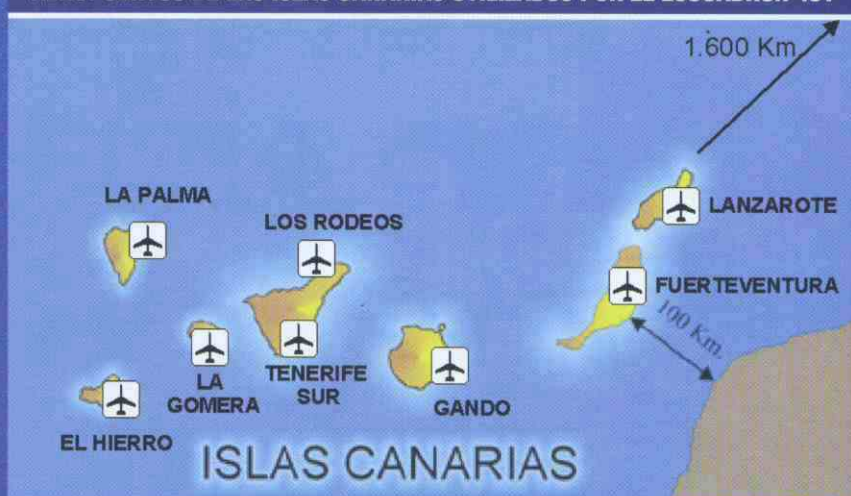 1.600 Km
LA PALMA
LOS RODEOS
LANZAROTE
FUERTEVENTURA
100 Km.
LA
GOMERA
TENERIFE
SUR
GANDO
EL HIERRO
ISLAS CANARIAS